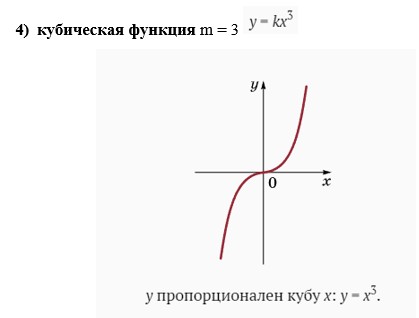 4) кубическая функция m = 3 y = kx³
y
0
x
y пропорционален кубу x: y = x³.